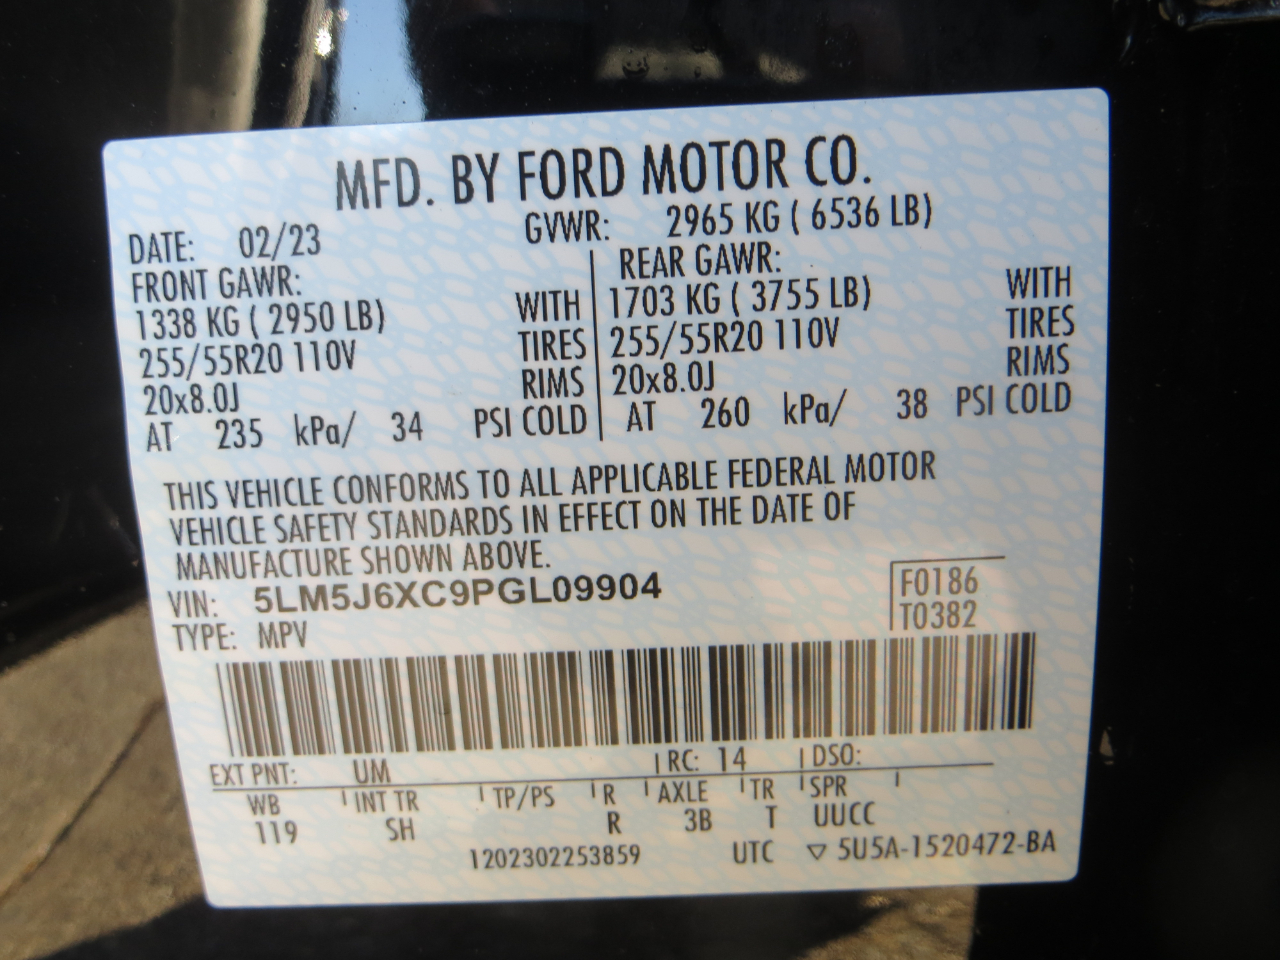 MFD. BY FORD MOTOR CO.
DATE: 02/23 GVWR: 2965 KG ( 6536 LB)
FRONT GAWR: REAR GAWR:
1338 KG ( 2950 LB) WITH 1703 KG ( 3755 LB) WITH
255/55R20 110V TIRES 255/55R20 110V TIRES
20x8.0J RIMS 20x8.0J RIMS
AT 235 kPa/ 34 PSI COLD AT 260 kPa/ 38 PSI COLD
THIS VEHICLE CONFORMS TO ALL APPLICABLE FEDERAL MOTOR
VEHICLE SAFETY STANDARDS IN EFFECT ON THE DATE OF
MANUFACTURE SHOWN ABOVE.
VIN: 5LM5J6XC9PGL09904 F0186
TYPE: MPV T0382
EXT PNT: UM RC: 14 DSO:
WB INT TR TP/PS R AXLE TR SPR
119 SH R 3B T UUCC
1202302253859 UTC ▽ 5U5A-1520472-BA